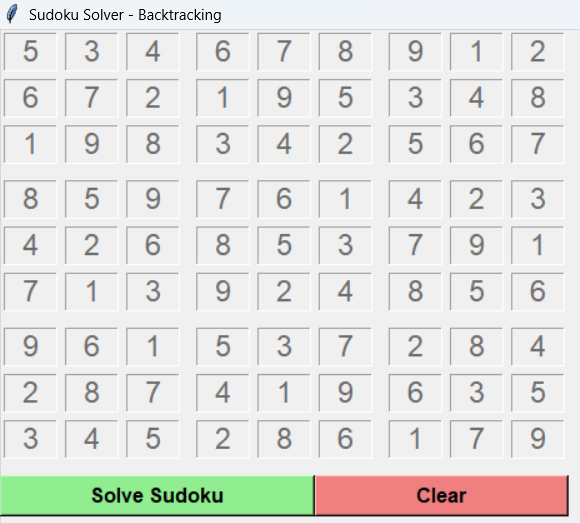 Sudoku Solver - Backtracking
5 3 4 6 7 8 9 1 2
6 7 2 1 9 5 3 4 8
1 9 8 3 4 2 5 6 7
8 5 9 7 6 1 4 2 3
4 2 6 8 5 3 7 9 1
7 1 3 9 2 4 8 5 6
9 6 1 5 3 7 2 8 4
2 8 7 4 1 9 6 3 5
3 4 5 2 8 6 1 7 9
Solve Sudoku Clear